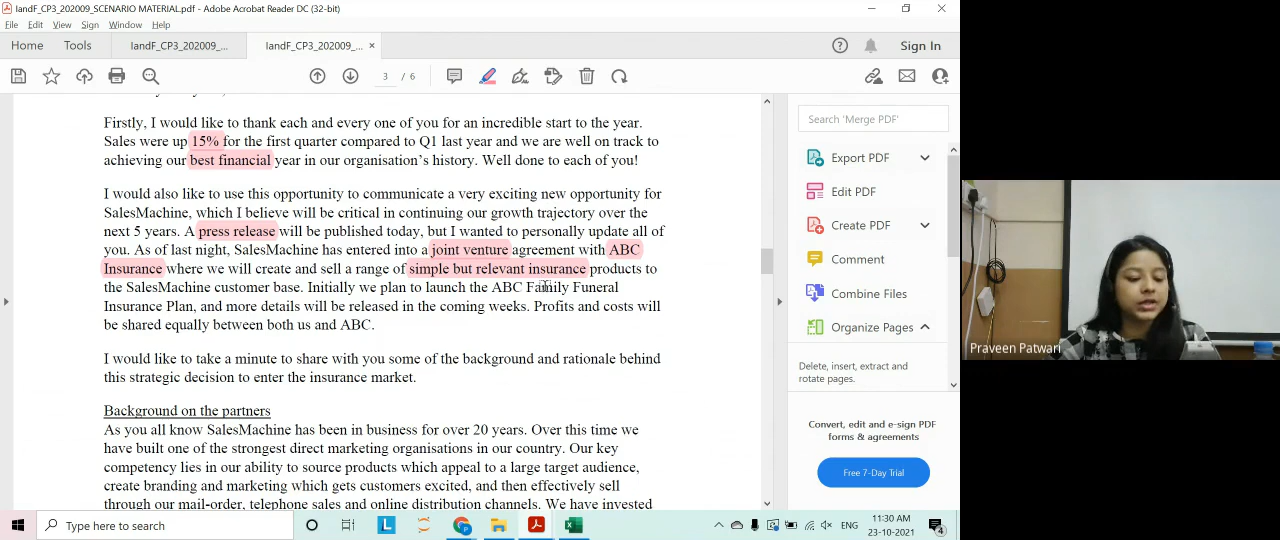 IandF_CP3_202009_SCENARIO MATERIAL.pdf - Adobe Acrobat Reader DC (32-bit)
File Edit View Sign Window Help
Home Tools IandF_CP3_202009_... IandF_CP3_202009_... × Sign In
3 / 6
Firstly, I would like to thank each and every one of you for an incredible start to the year.
Sales were up 15% for the first quarter compared to Q1 last year and we are well on track to
achieving our best financial year in our organisation's history. Well done to each of you!
I would also like to use this opportunity to communicate a very exciting new opportunity for
SalesMachine, which I believe will be critical in continuing our growth trajectory over the
next 5 years. A press release will be published today, but I wanted to personally update all of
you. As of last night, SalesMachine has entered into a joint venture agreement with ABC
Insurance where we will create and sell a range of simple but relevant insurance products to
the SalesMachine customer base. Initially we plan to launch the ABC Family Funeral
Insurance Plan, and more details will be released in the coming weeks. Profits and costs will
be shared equally between both us and ABC.
I would like to take a minute to share with you some of the background and rationale behind
this strategic decision to enter the insurance market.
Background on the partners
As you all know SalesMachine has been in business for over 20 years. Over this time we
have built one of the strongest direct marketing organisations in our country. Our key
competency lies in our ability to source products which appeal to a large target audience,
create branding and marketing which gets customers excited, and then effectively sell
through our mail-order, telephone sales and online distribution channels. We have invested
Search 'Merge PDF'
Export PDF
Edit PDF
Create PDF
Comment
Combine Files
Organize Pages
Delete, insert, extract and
rotate pages.
Convert, edit and e-sign PDF
forms & agreements
Free 7-Day Trial
Praveen Patwari
Type here to search
L
ENG
11:30 AM
23-10-2021
4